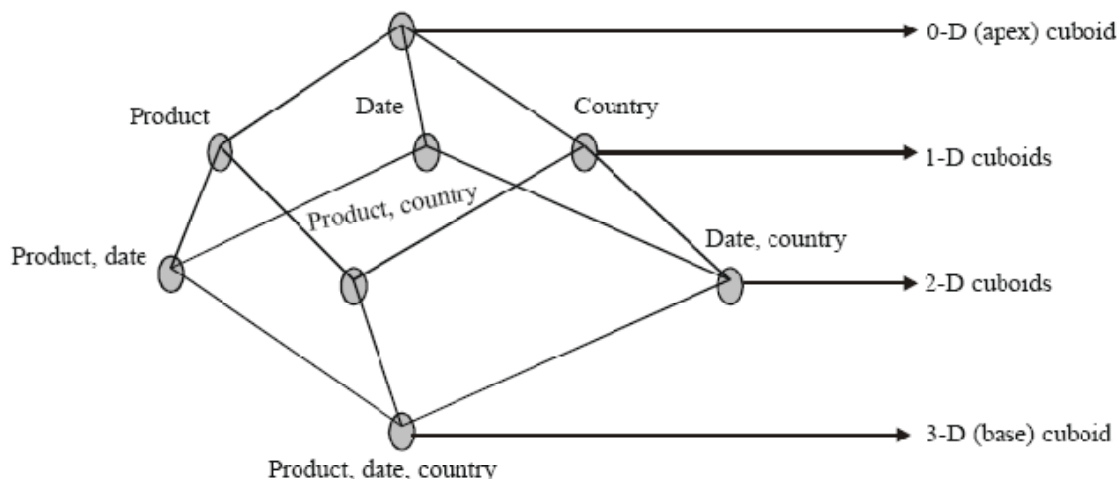 0-D (apex) cuboid
Product
Date
Country
1-D cuboids
Product, country
Product, date
Date, country
2-D cuboids
3-D (base) cuboid
Product, date, country